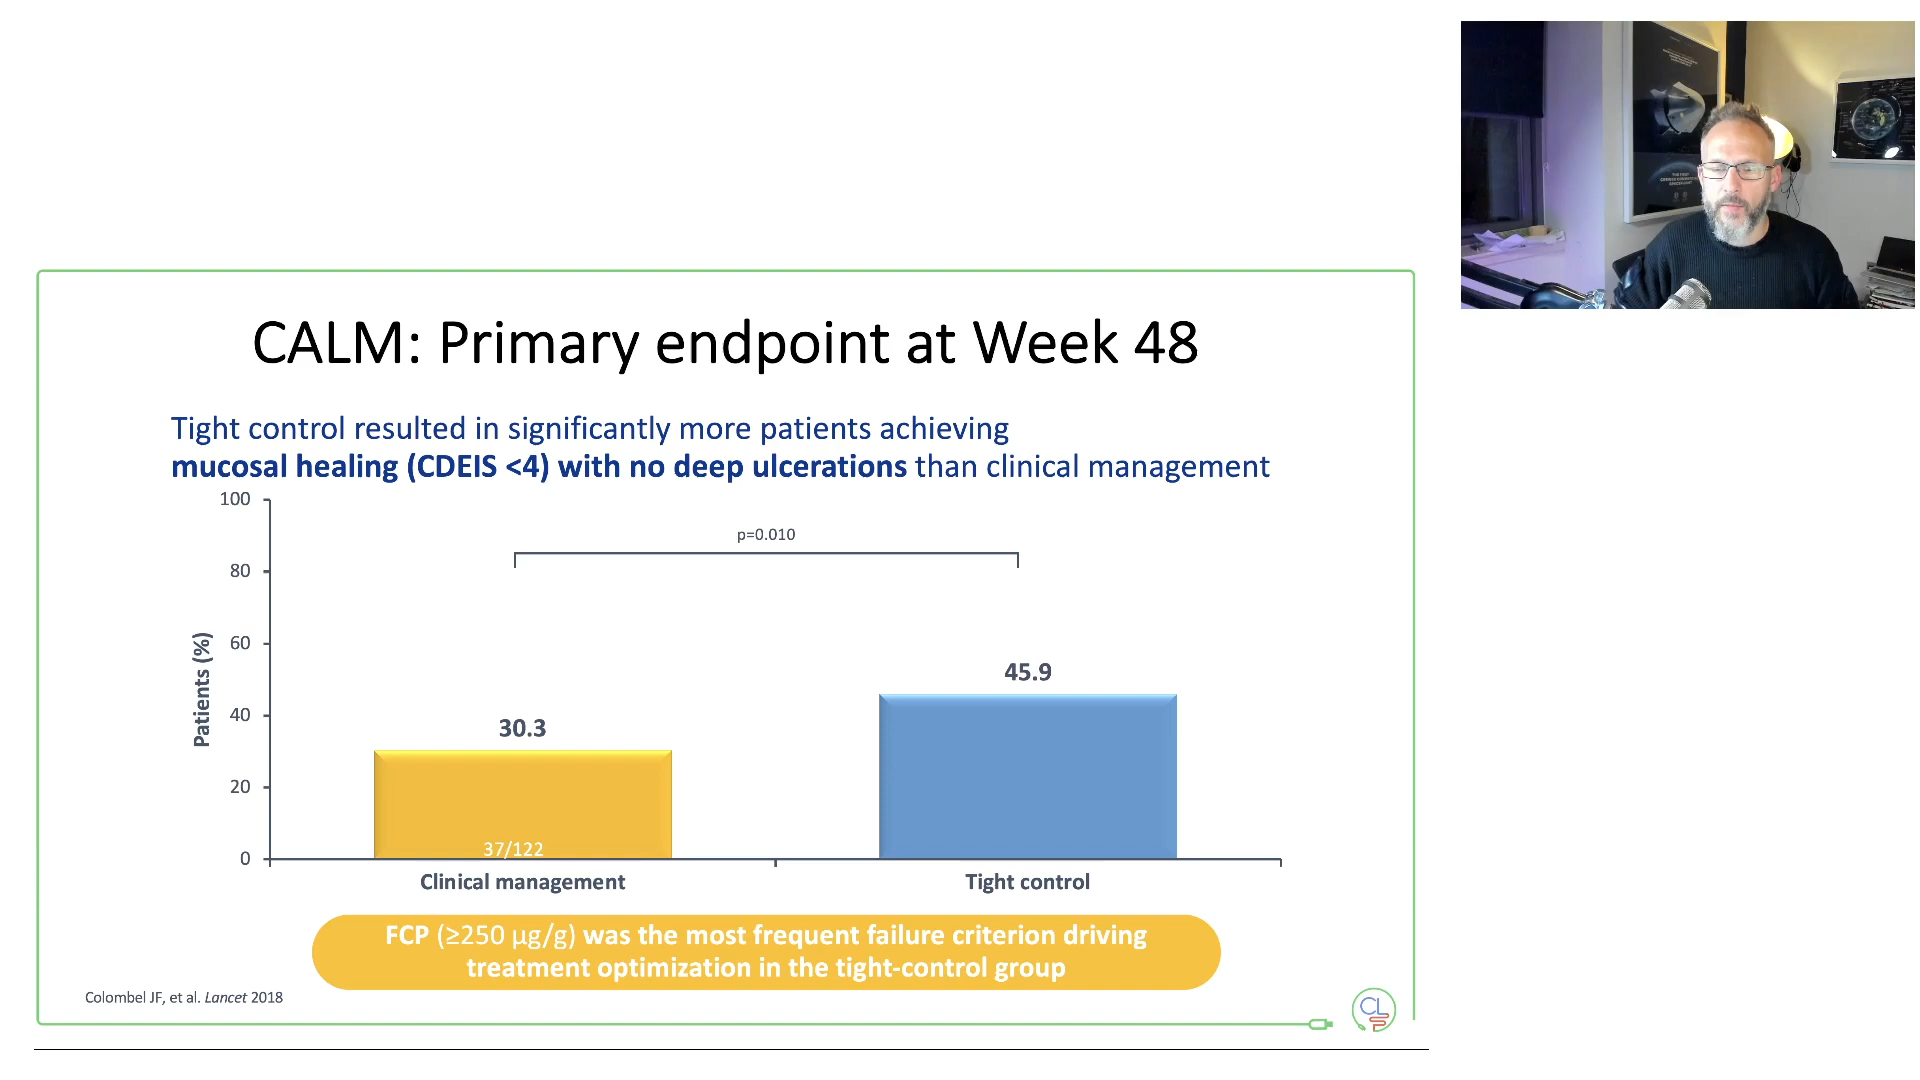 CALM: Primary endpoint at Week 48
Tight control resulted in significantly more patients achieving
mucosal healing (CDEIS <4) with no deep ulcerations than clinical management
100
80
60
40
20
0
Patients (%)
p=0.010
30.3
45.9
37/122
Clinical management
Tight control
FCP (≥250 µg/g) was the most frequent failure criterion driving
treatment optimization in the tight-control group
Colombel JF, et al. Lancet 2018
CL